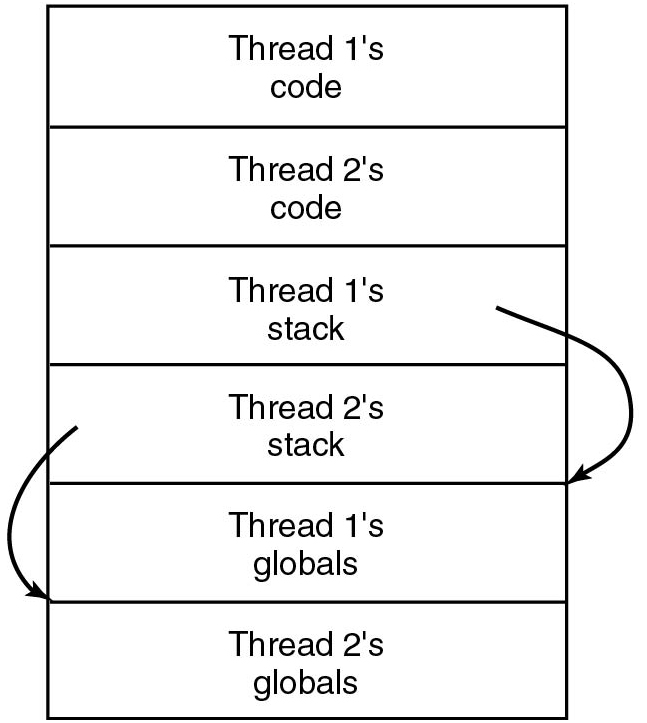 Thread 1's
code
Thread 2's
code
Thread 1's
stack
Thread 2's
stack
Thread 1's
globals
Thread 2's
globals